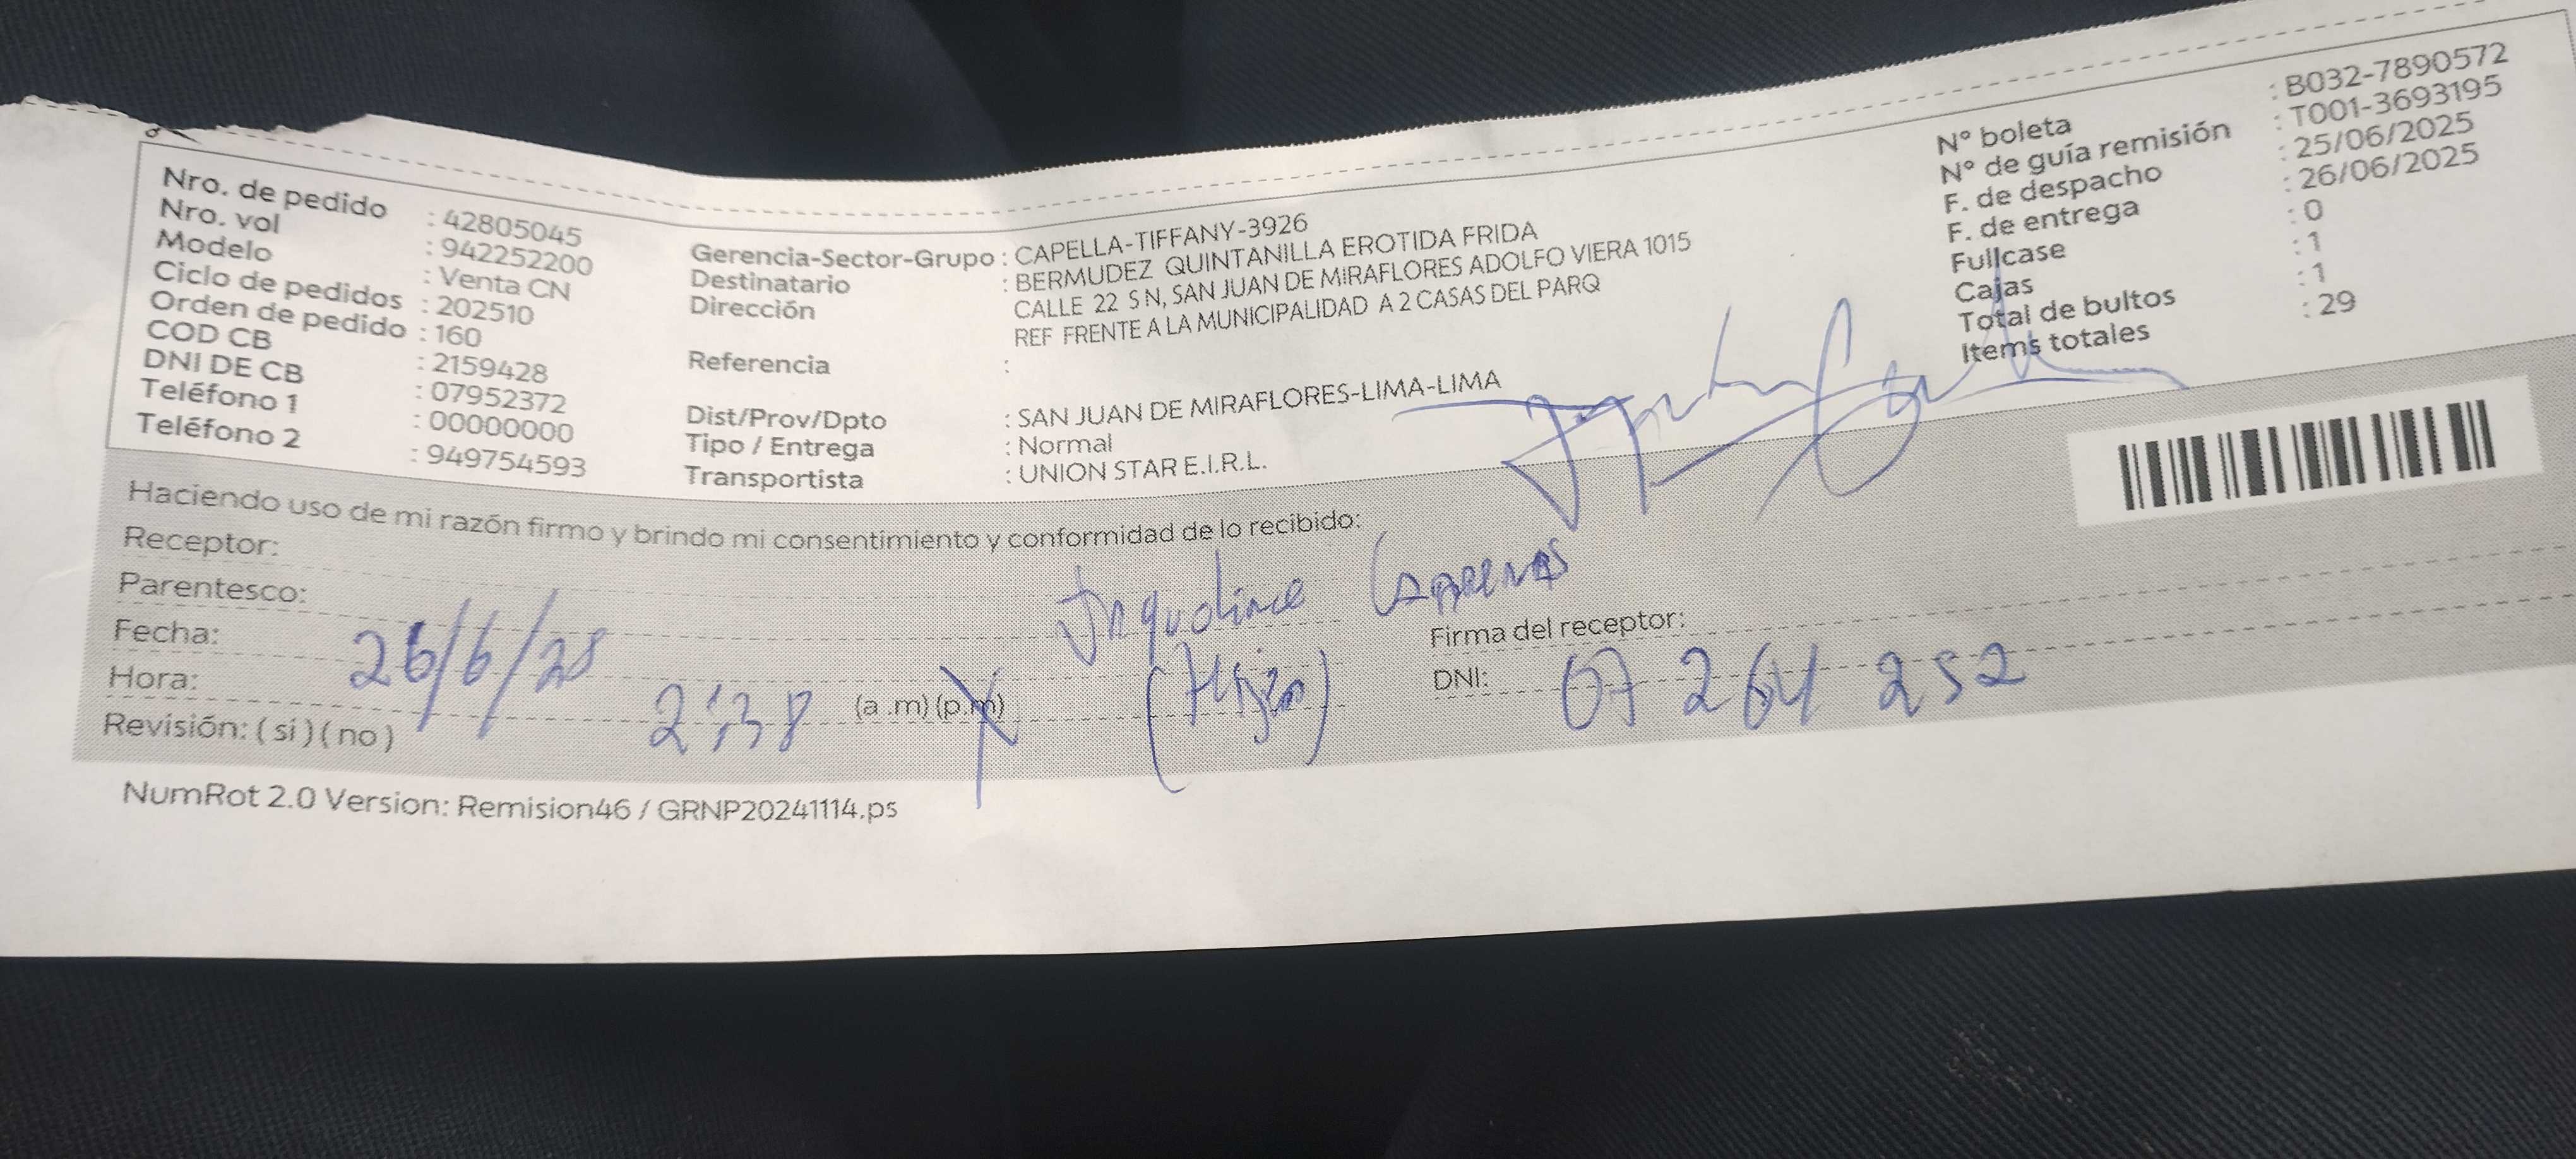 Nro. de pedido : 42805045
Nro. vol : 942252200
Modelo : Venta CN
Ciclo de pedidos : 202510
Orden de pedido : 160
COD CB : 2159428
DNI DE CB : 07952372
Teléfono 1 : 00000000
Teléfono 2 : 949754593
Gerencia-Sector-Grupo : CAPELLA-TIFFANY-3926
Destinatario : BERMUDEZ QUINTANILLA EROTIDA FRIDA
Dirección : CALLE 22 S N, SAN JUAN DE MIRAFLORES ADOLFO VIERA 1015
REF FRENTE A LA MUNICIPALIDAD A 2 CASAS DEL PARQ
Referencia :
Dist/Prov/Dpto : SAN JUAN DE MIRAFLORES-LIMA-LIMA
Tipo / Entrega : Normal
Transportista : UNION STAR E.I.R.L.
N° boleta : B032-7890572
N° de guía remisión : T001-3693195
F. de despacho : 25/06/2025
F. de entrega : 26/06/2025
Fullcase : 0
Cajas : 1
Total de bultos : 1
Items totales : 29
Haciendo uso de mi razón firmo y brindo mi consentimiento y conformidad de lo recibido:
Receptor:
Parentesco: (Hija)
Fecha: 26/6/25
Hora: 2:38 (a .m) (p.m)
Revisión: ( si ) ( no )
Firma del receptor:
DNI: 07 264 252
NumRot 2.0 Version: Remision46 / GRNP20241114.ps